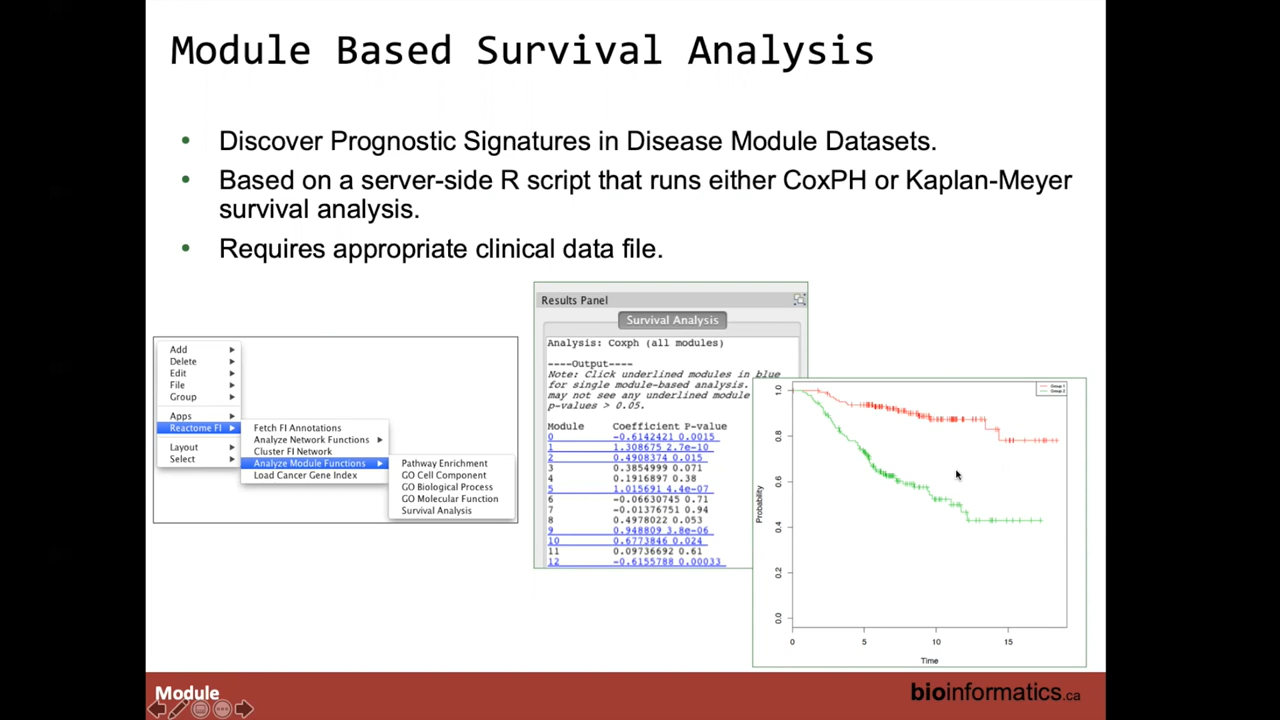 Module Based Survival Analysis
• Discover Prognostic Signatures in Disease Module Datasets.
• Based on a server-side R script that runs either CoxPH or Kaplan-Meyer
survival analysis.
• Requires appropriate clinical data file.
Add
Delete
Edit
File
Group
Apps
Reactome FI
Layout
Select
Fetch FI Annotations
Analyze Network Functions
Cluster FI Network
Analyze Module Functions
Load Cancer Gene Index
Pathway Enrichment
GO Cell Component
GO Biological Process
GO Molecular Function
Survival Analysis
Results Panel
Survival Analysis
Analysis: Coxph (all modules)
----Output----
Note: Click underlined modules in blue
for single module-based analysis.
may not see any underlined module
p-values > 0.05.
Module Coefficient P-value
0 -0.6142421 0.0015
1 1.308675 2.7e-10
2 0.4908374 0.015
3 0.3854999 0.071
4 0.1916897 0.38
5 1.015691 4.4e-07
6 -0.06630745 0.71
7 -0.01376751 0.94
8 0.4978022 0.053
9 0.948809 3.8e-06
10 0.6773846 0.024
11 0.09736692 0.61
12 -0.6155788 0.00033
Group 1
Group 2
1.0
0.8
0.6
0.4
0.2
0.0
Probability
0 5 10 15
Time
Module
bioinformatics.ca